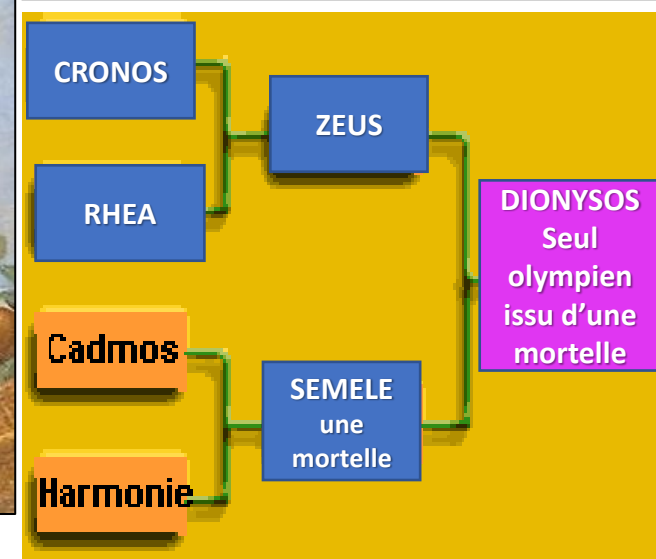 CRONOS
ZEUS
RHEA
DIONYSOS
Seul
olympien
issu d’une
mortelle
Cadmos
SEMELE
une
mortelle
Harmonie